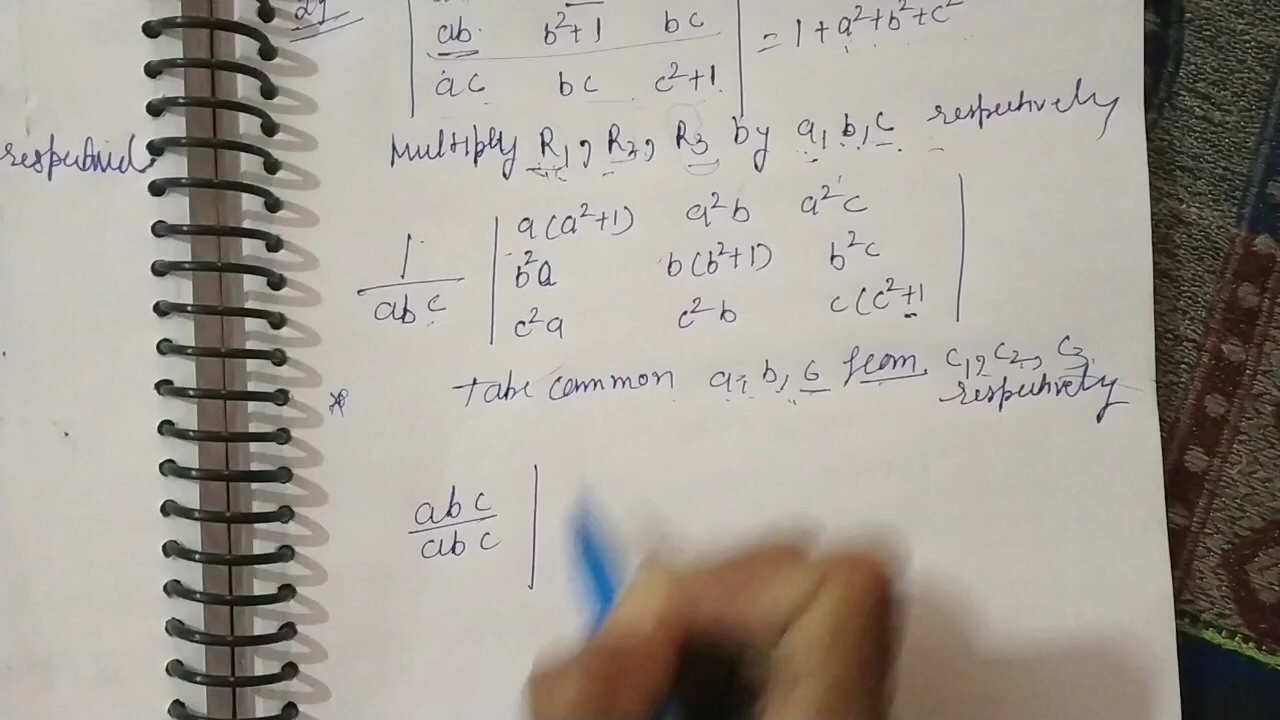 29
ab b²+1 bc = 1 + a² + b² + c²
ac bc c²+1
respectively
Multiply R₁, R₂, R₃ by a, b, c respectively
1/abc | a(a²+1) a²b a²c |
b²a b(b²+1) b²c
c²a c²b c(c²+1
* Take common a, b, c from C₁, C₂, C₃
respectively
abc/abc |